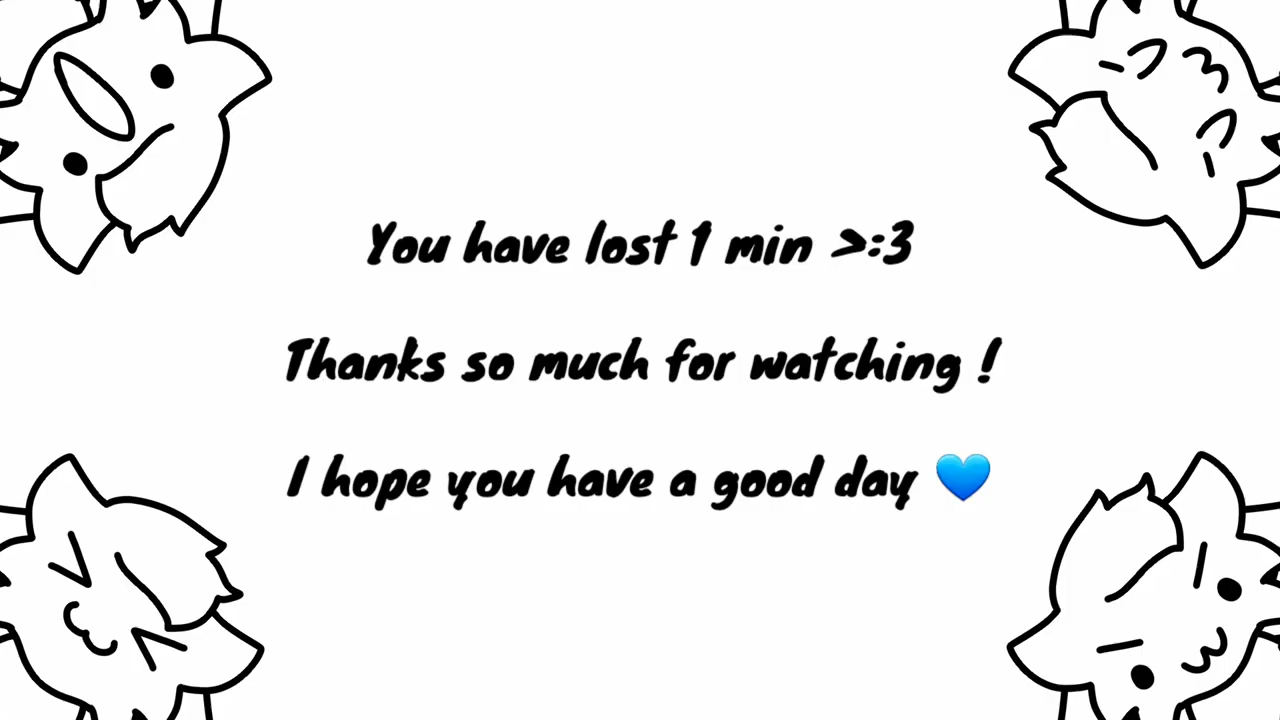 You have lost 1 min >:3
Thanks so much for watching !
I hope you have a good day 💙